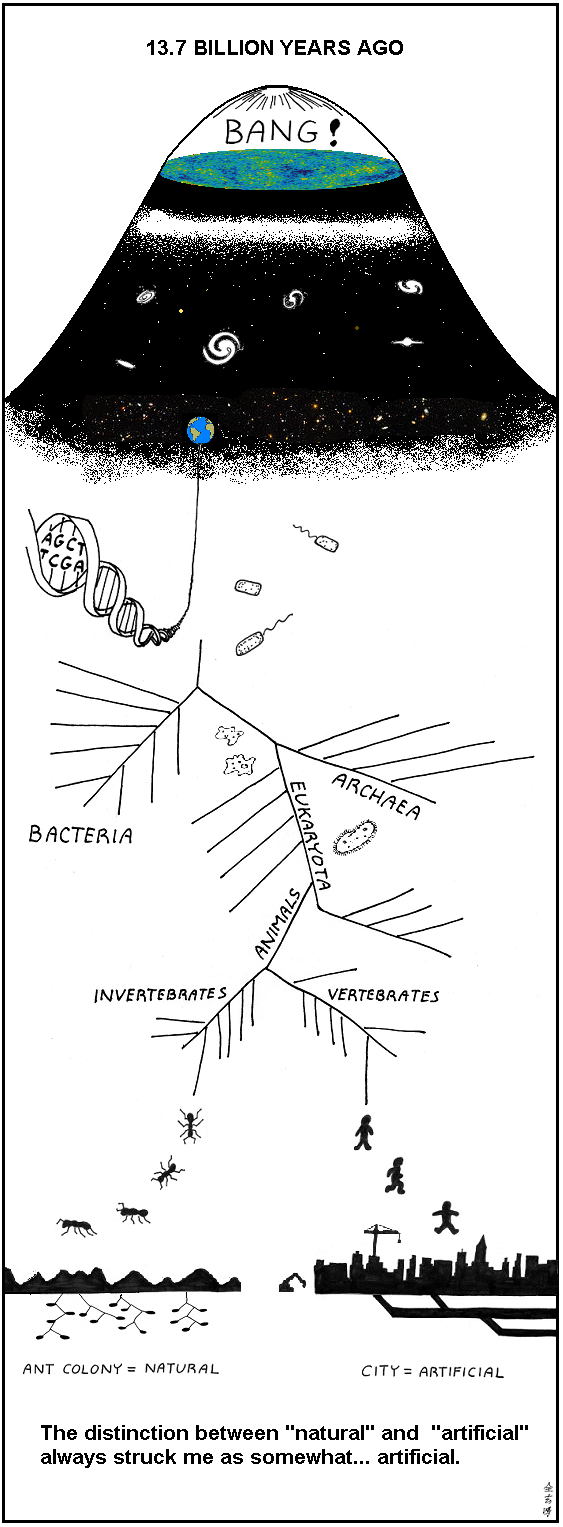 13.7 BILLION YEARS AGO
BANG!
AGCT
TCGA
BACTERIA
ARCHAEA
EUKARYOTA
ANIMALS
INVERTEBRATES
VERTEBRATES
ANT COLONY = NATURAL
CITY = ARTIFICIAL
The distinction between "natural" and "artificial"
always struck me as somewhat... artificial.